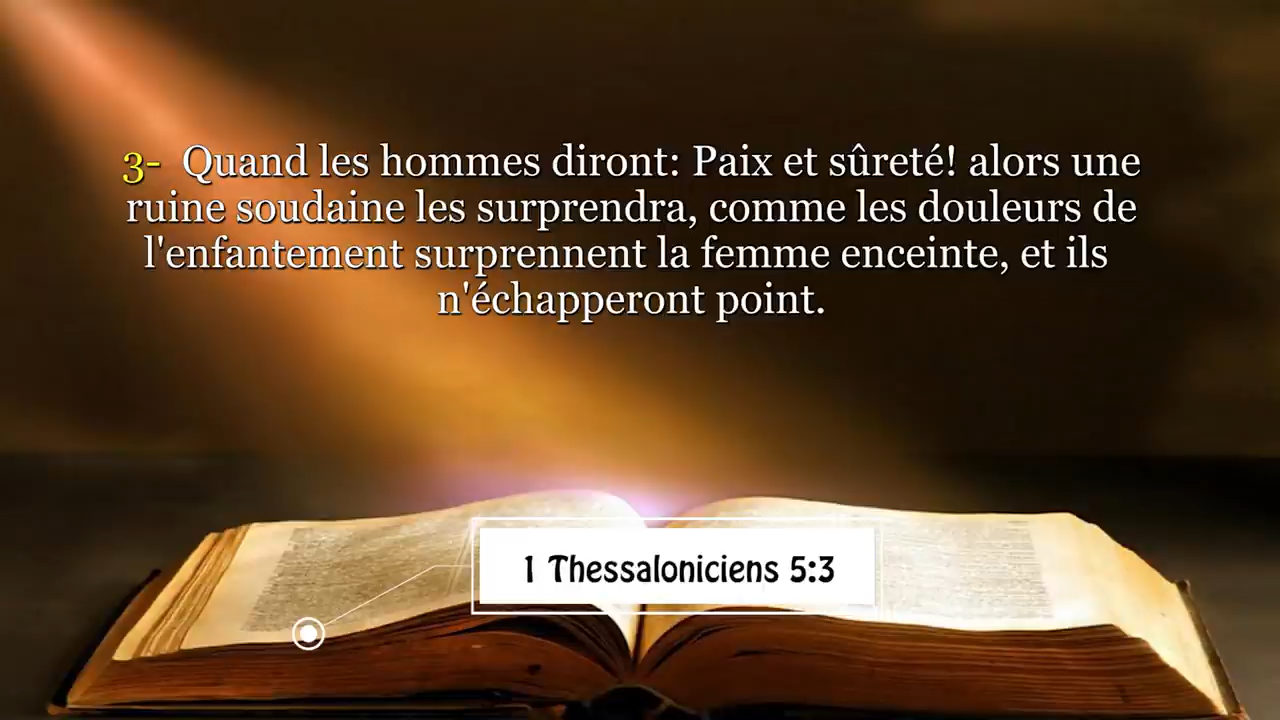 3- Quand les hommes diront: Paix et sûreté! alors une
ruine soudaine les surprendra, comme les douleurs de
l'enfantement surprennent la femme enceinte, et ils
n'échapperont point.
1 Thessaloniciens 5:3